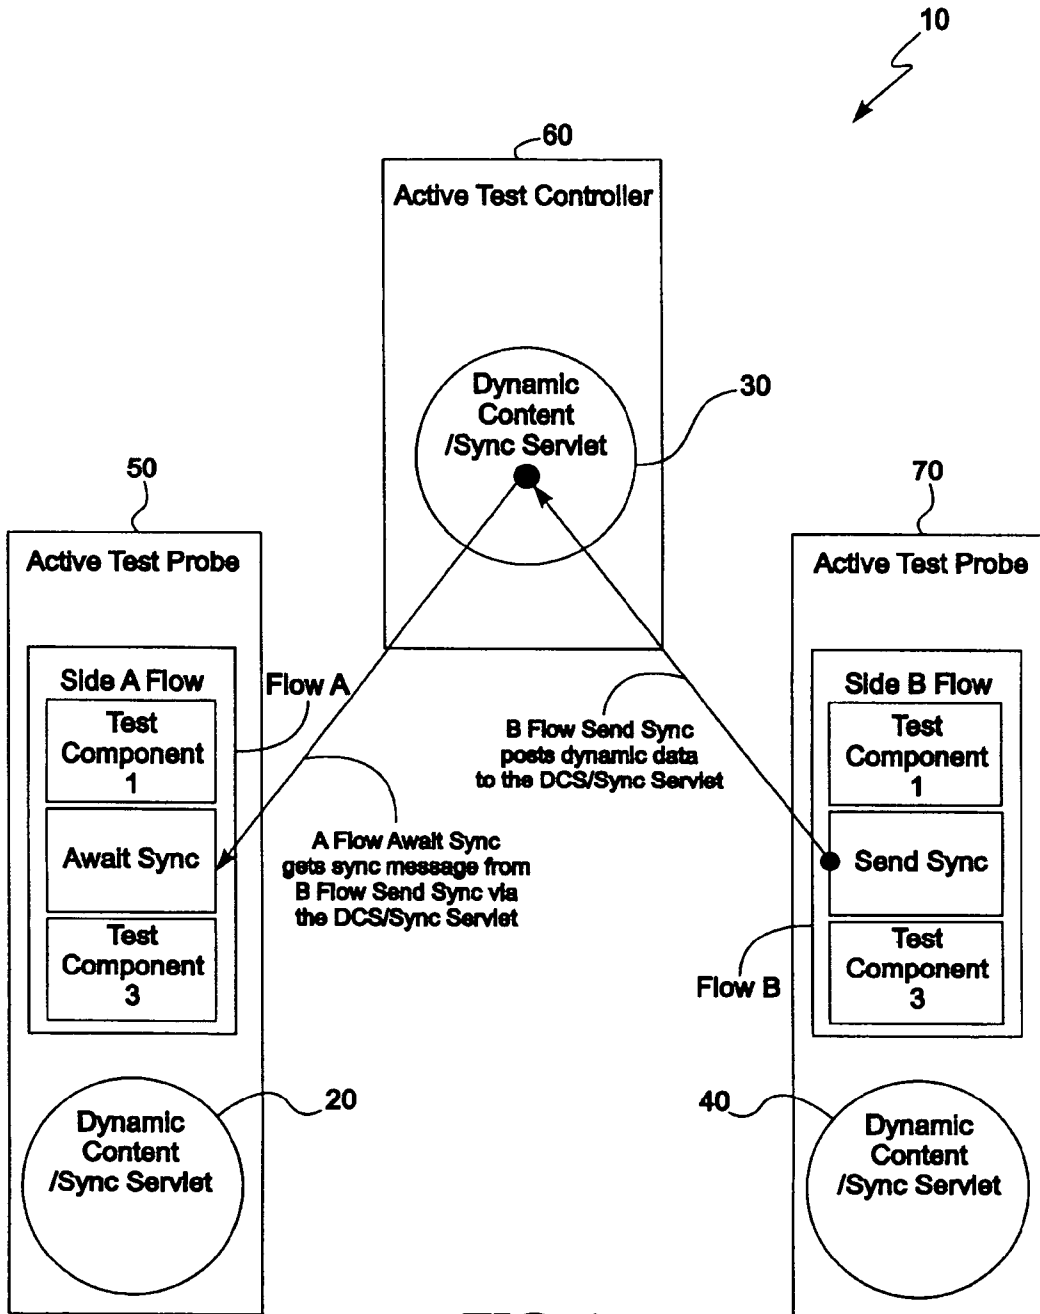 10
60
Active Test Controller
Dynamic
Content
/Sync Servlet
30
50
Active Test Probe
70
Active Test Probe
Side A Flow
Test
Component
1
Await Sync
Test
Component
3
Flow A
A Flow Await Sync
gets sync message from
B Flow Send Sync via
the DCS/Sync Servlet
B Flow Send Sync
posts dynamic data
to the DCS/Sync Servlet
Side B Flow
Test
Component
1
Send Sync
Test
Component
3
Flow B
20
Dynamic
Content
/Sync Servlet
40
Dynamic
Content
/Sync Servlet